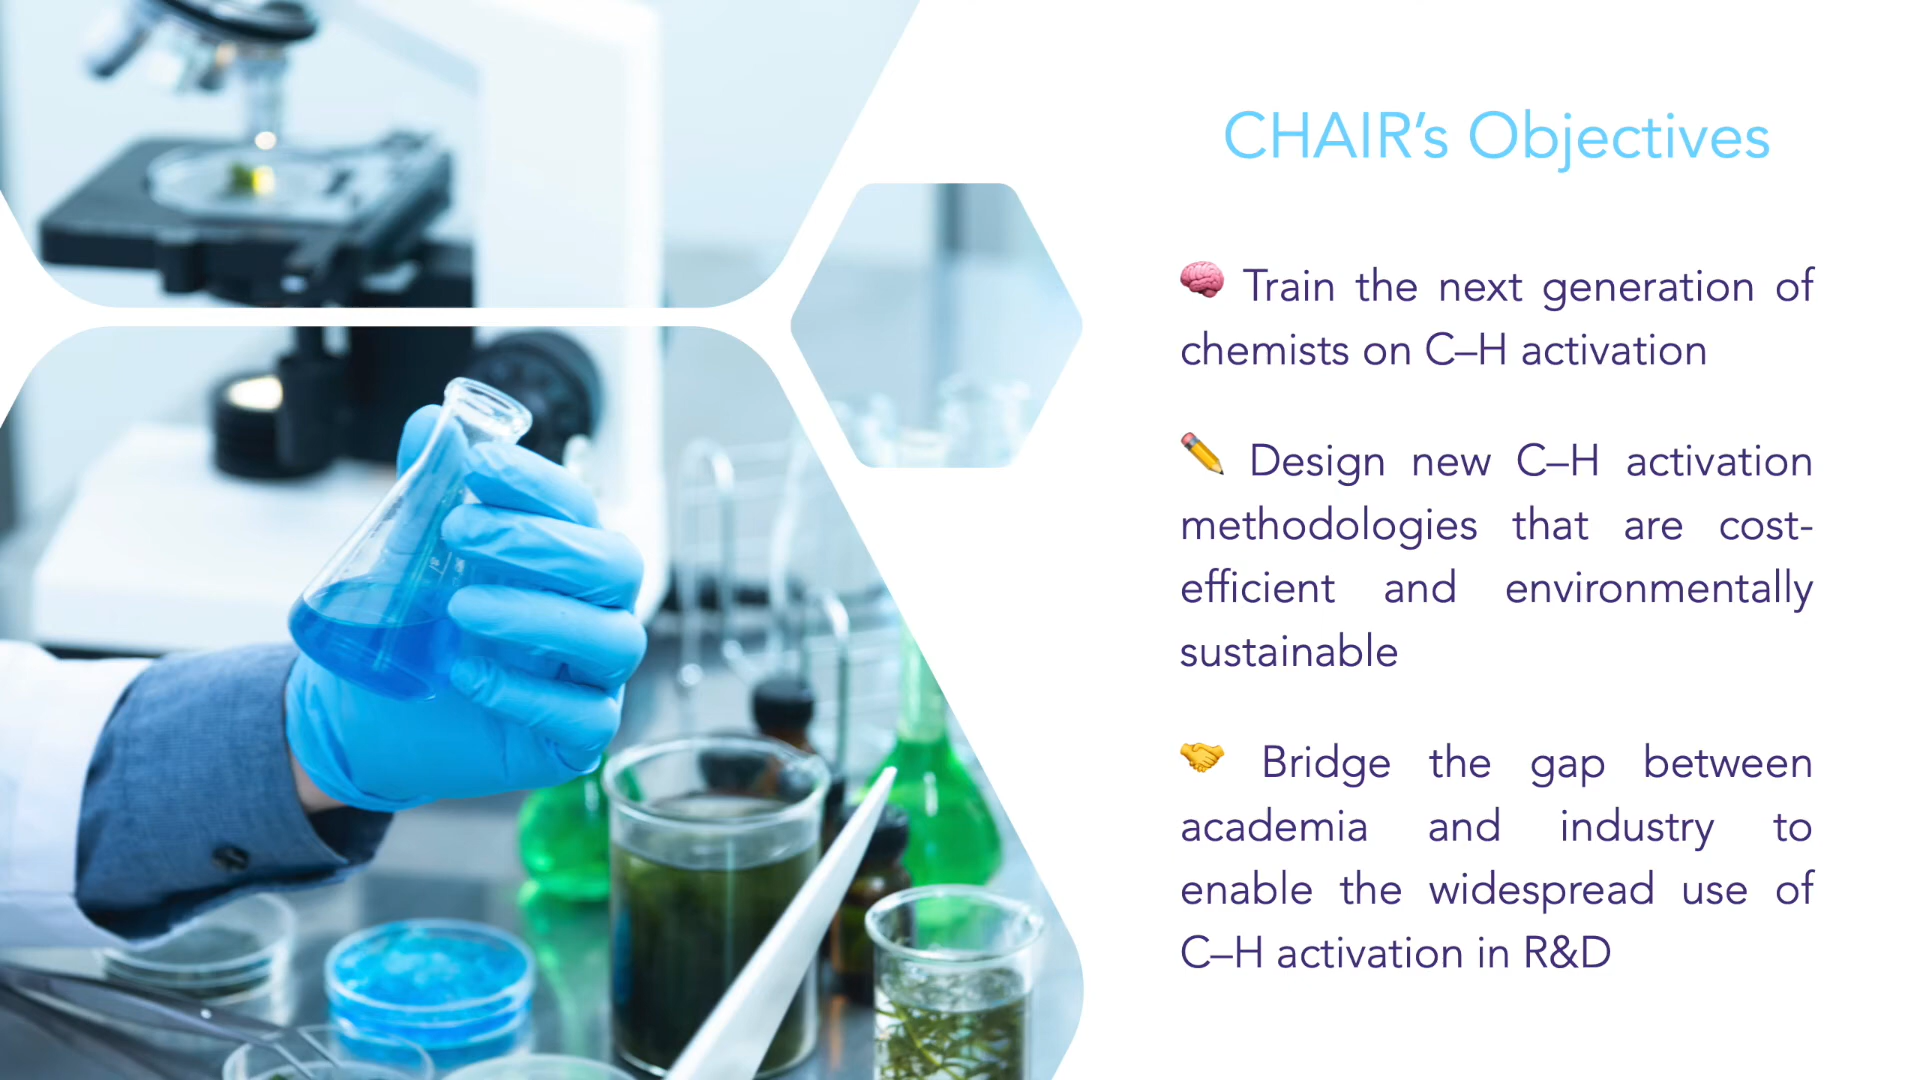 CHAIR’s Objectives
🧠 Train the next generation of
chemists on C–H activation
✏️ Design new C–H activation
methodologies that are cost-
efficient and environmentally
sustainable
🤝 Bridge the gap between
academia and industry to
enable the widespread use of
C–H activation in R&D